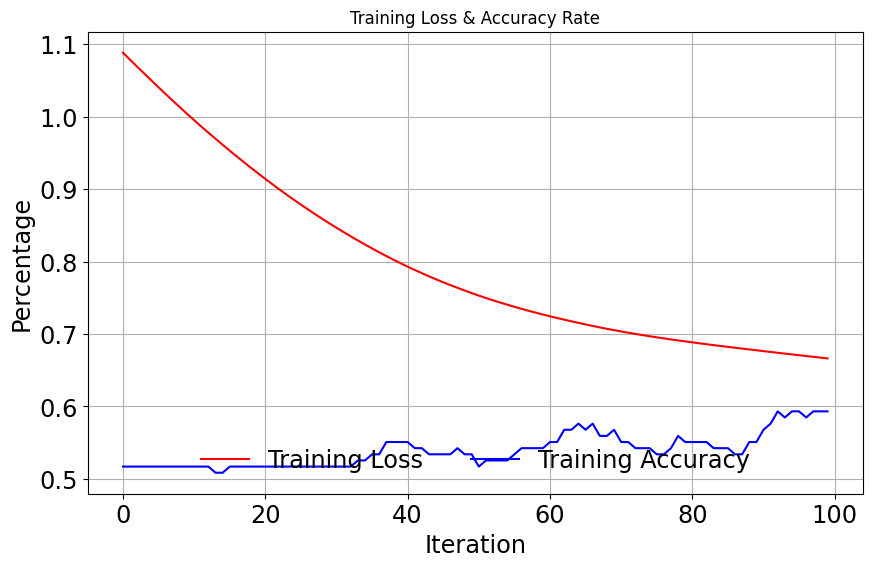 Training Loss & Accuracy Rate
1.1
1.0
0.9
0.8
0.7
0.6
0.5
Percentage
Training Loss Training Accuracy
0 20 40 60 80 100
Iteration